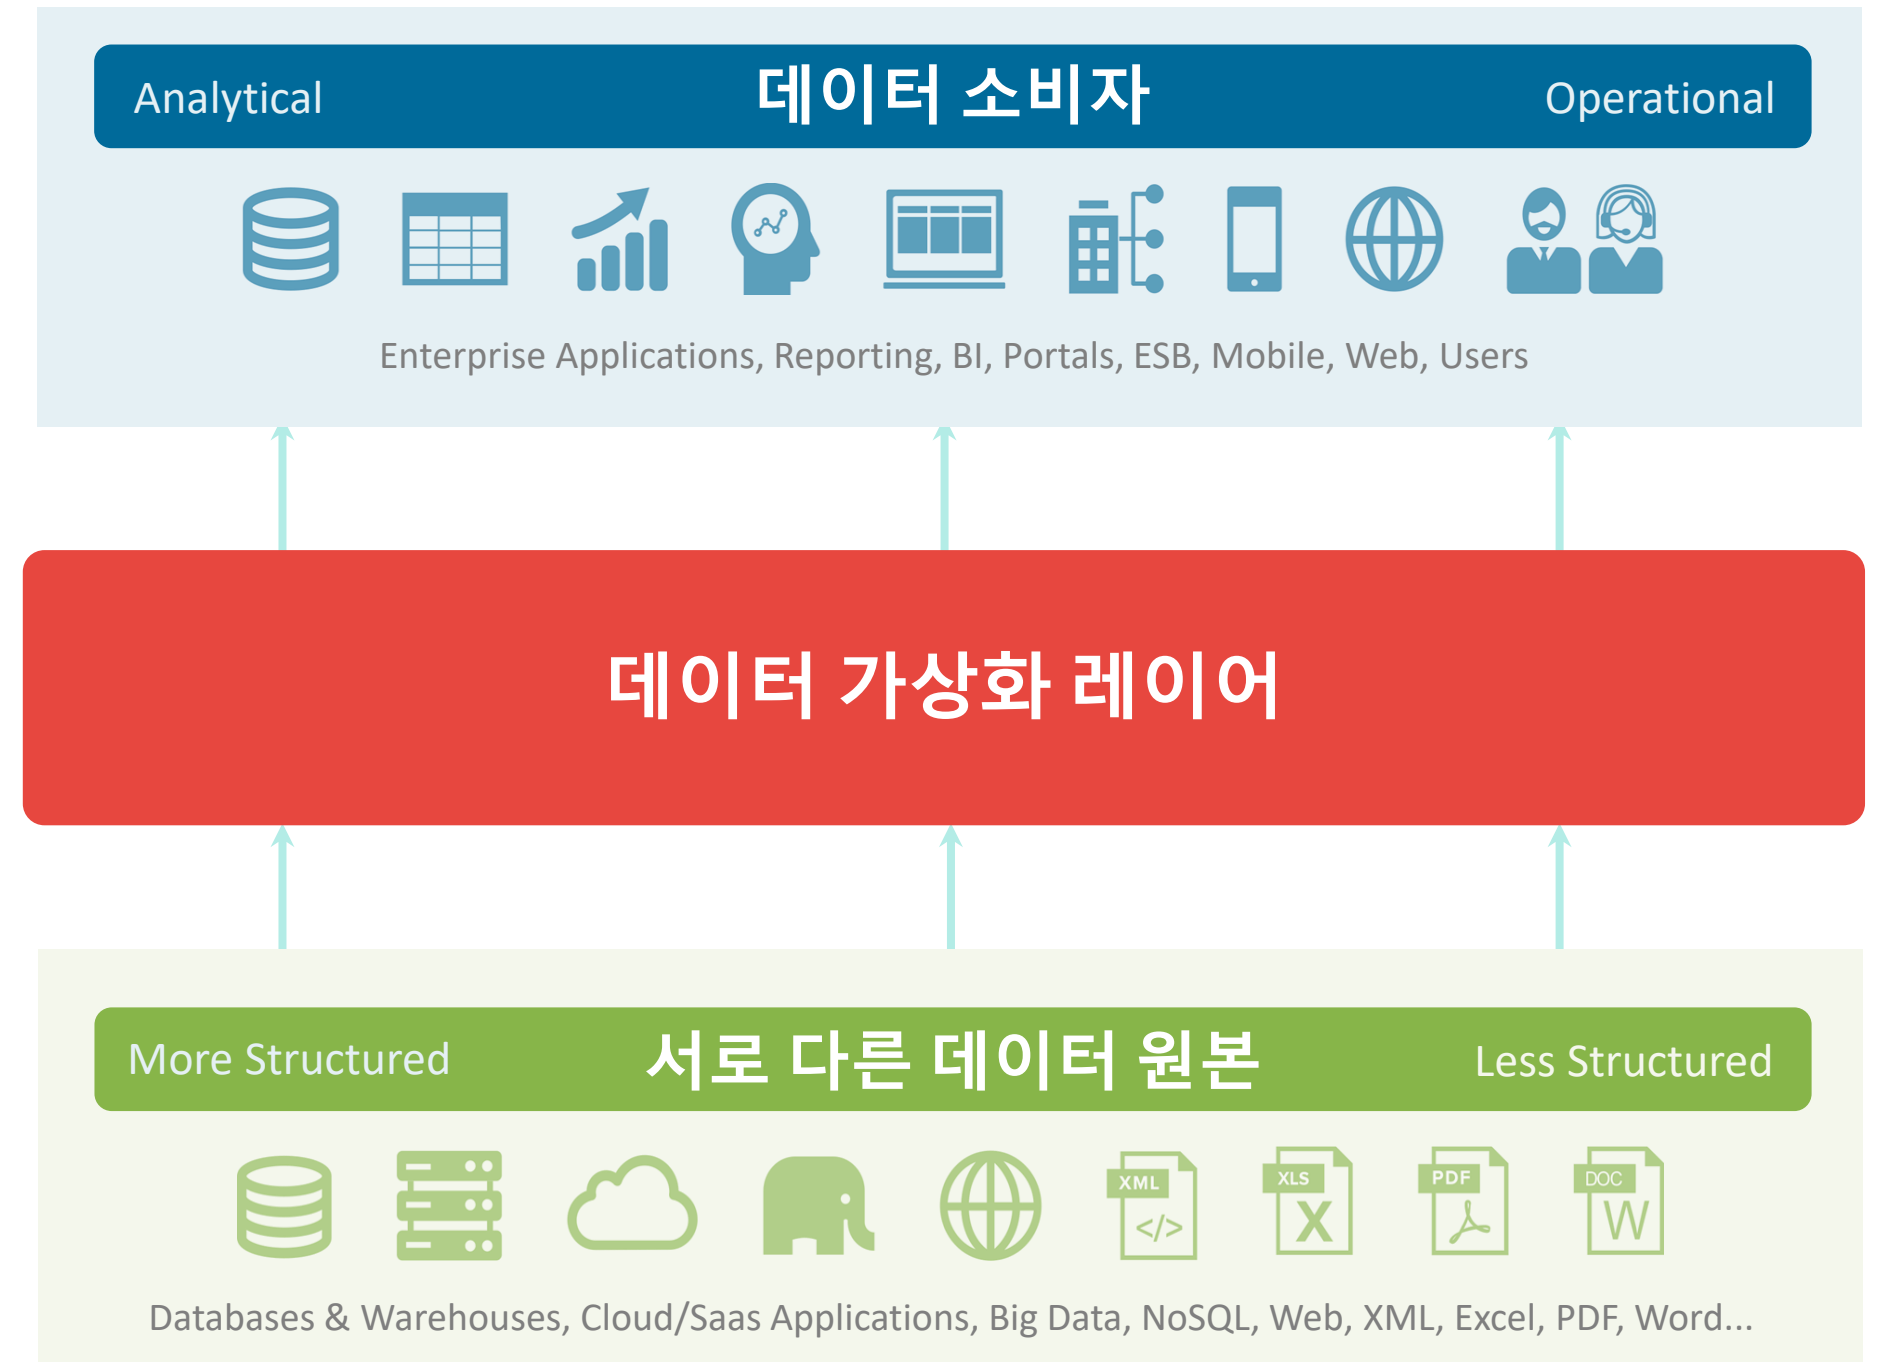 Analytical 데이터 소비자 Operational
Enterprise Applications, Reporting, BI, Portals, ESB, Mobile, Web, Users
데이터 가상화 레이어
More Structured 서로 다른 데이터 원본 Less Structured
XML XLS PDF DOC
</> X W
Databases & Warehouses, Cloud/Saas Applications, Big Data, NoSQL, Web, XML, Excel, PDF, Word...